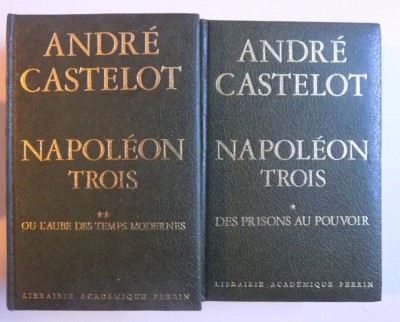 ANDRÉ
CASTELOT
NAPOLÉON
TROIS
**
OU L'AUBE DES TEMPS MODERNES
LIBRAIRIE ACADÉMIQUE PERRIN
ANDRÉ
CASTELOT
NAPOLÉON
TROIS
*
DES PRISONS AU POUVOIR
LIBRAIRIE ACADÉMIQUE PERRIN